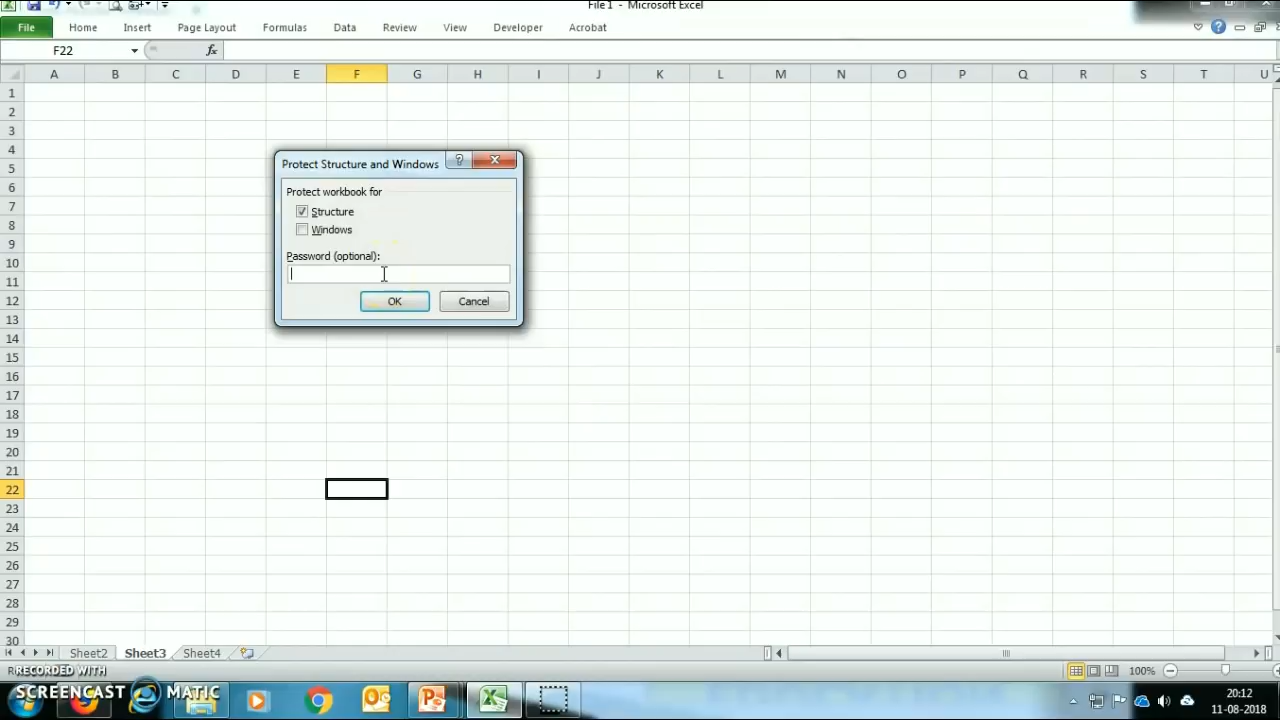 File 1 - Microsoft Excel
File Home Insert Page Layout Formulas Data Review View Developer Acrobat
F22 fx
A B C D E F G H I J K L M N O P Q R S T U
1
2
3
4
5
6
7
8
9
10
11
12
13
14
15
16
17
18
19
20
21
22
23
24
25
26
27
28
29
30
Protect Structure and Windows
Protect workbook for
Structure
Windows
Password (optional):
OK Cancel
Sheet2 Sheet3 Sheet4
100%
RECORDED WITH
SCREENCAST MATIC
20:12
11-08-2018